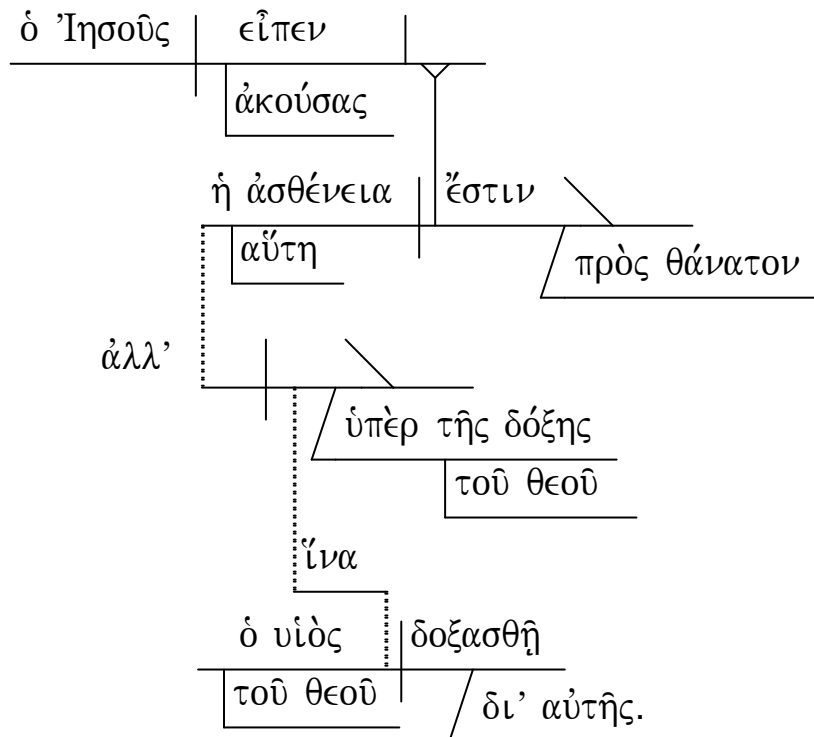 ὁ Ἰησοῦς εἶπεν
ἀκούσας
ἡ ἀσθένεια ἔστιν
αὕτη πρὸς θάνατον
ἀλλ’
ὑπὲρ τῆς δόξης
τοῦ θεοῦ
ἵνα
ὁ υἱὸς δοξασθῇ
τοῦ θεοῦ δι’ αὐτῆς.